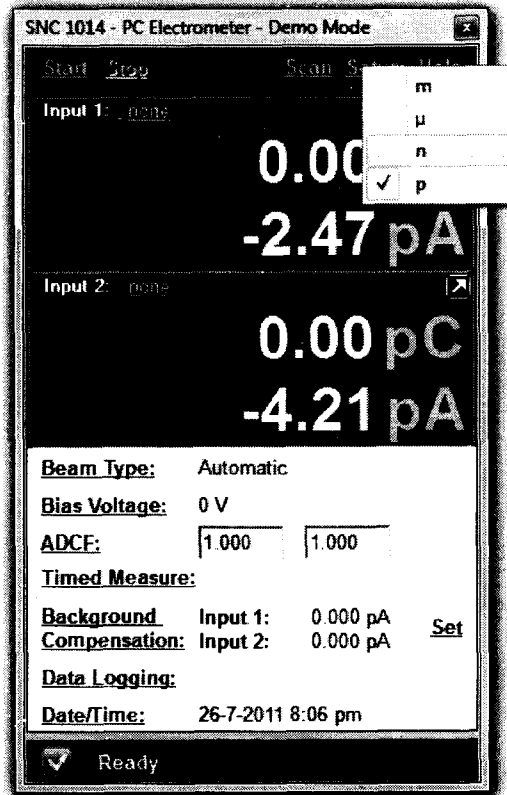 SNC 1014 - PC Electrometer - Demo Mode
Start Stop Scan
m
Input 1: none
µ
n
0.00
p
-2.47 pA
Input 2: none
0.00 pC
-4.21 pA
Beam Type: Automatic
Bias Voltage: 0 V
ADCF: 1.000 1.000
Timed Measure:
Background Input 1: 0.000 pA
Compensation: Input 2: 0.000 pA Set
Data Logging:
Date/Time: 26-7-2011 8:06 pm
Ready